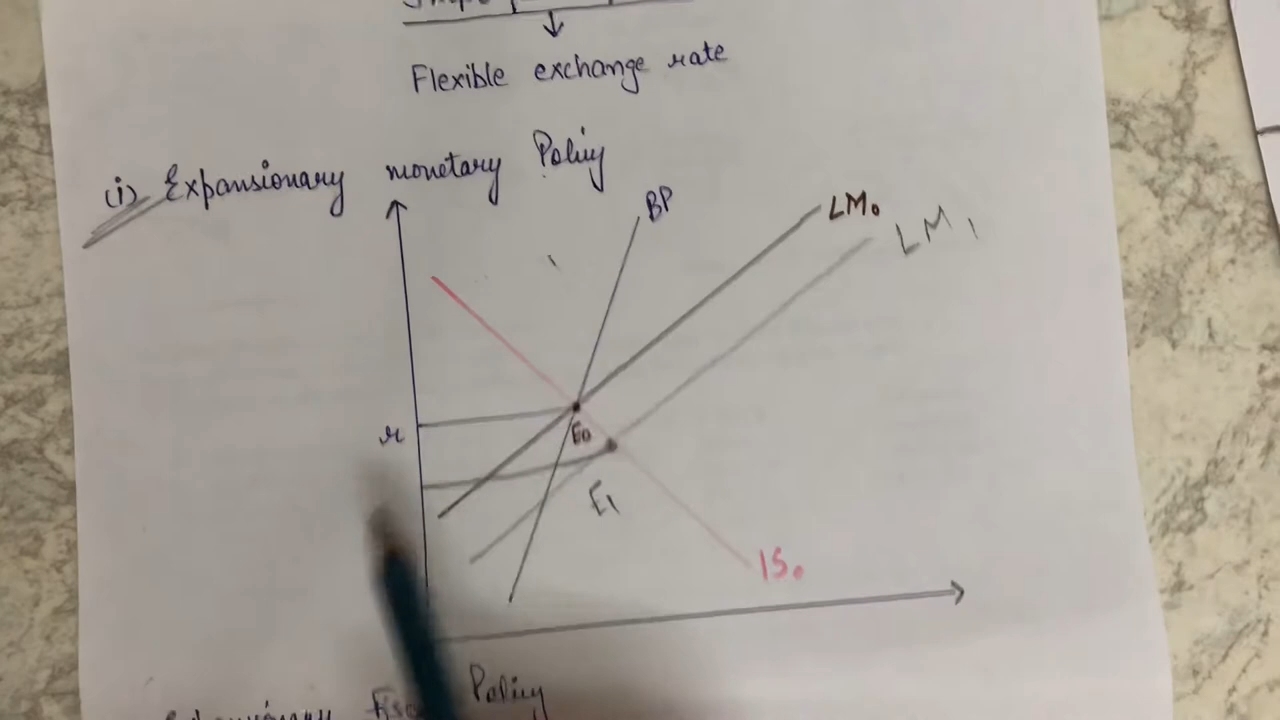 Flexible exchange rate
(i) Expansionary monetary Policy
BP
LM₀
LM₁
r
E₀
E₁
IS₀
Policy